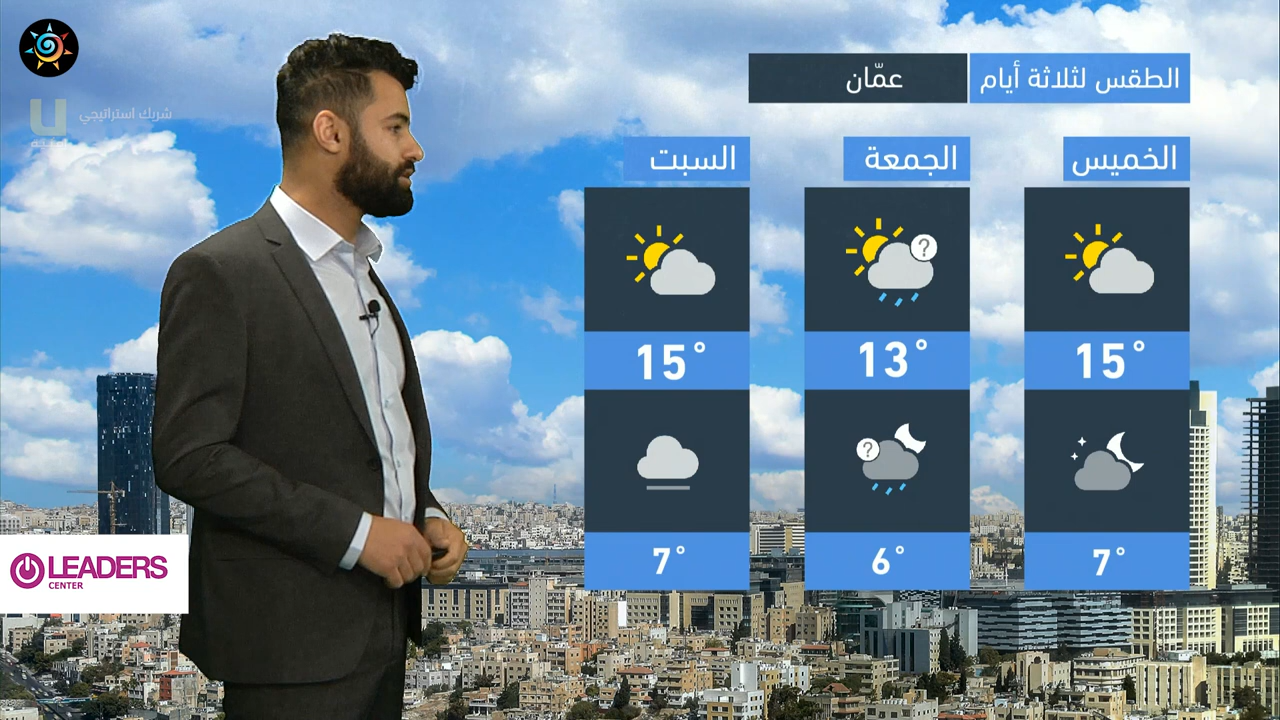 الطقس لثلاثة أيام
عمّان
الخميس
الجمعة
السبت
?
15°
13°
15°
?
7°
6°
7°
شريك استراتيجي
U
LEADERS
CENTER